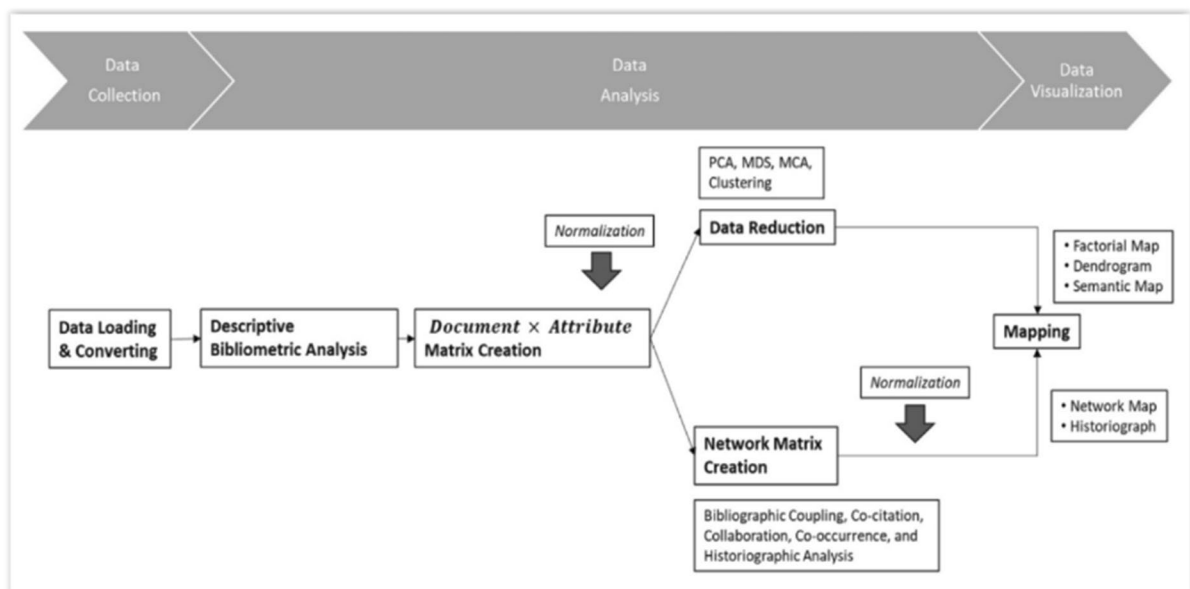 Data
Collection
Data
Analysis
Data
Visualization
PCA, MDS, MCA,
Clustering
Normalization
Data Reduction
• Factorial Map
• Dendrogram
• Semantic Map
Data Loading
& Converting
Descriptive
Bibliometric Analysis
Document × Attribute
Matrix Creation
Mapping
Normalization
• Network Map
• Historiograph
Network Matrix
Creation
Bibliographic Coupling, Co-citation,
Collaboration, Co-occurrence, and
Historiographic Analysis